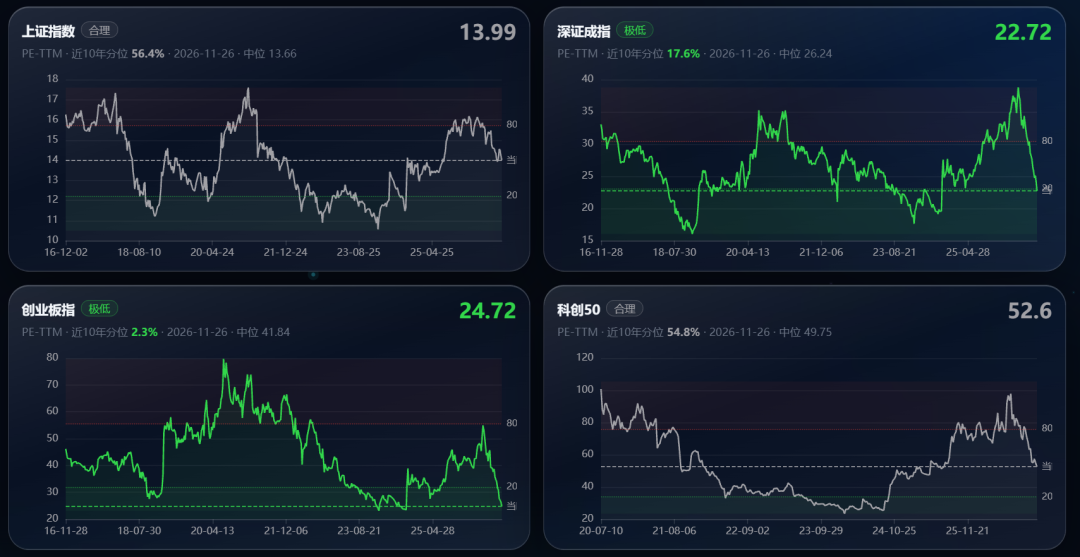 上证指数 合理 13.99
PE-TTM · 近10年分位 56.4% · 2026-11-26 · 中位 13.66
18
17
16
15
14
13
12
11
10
80
当
20
16-12-02 18-08-10 20-04-24 21-12-24 23-08-25 25-04-25
深证成指 极低 22.72
PE-TTM · 近10年分位 17.6% · 2026-11-26 · 中位 26.24
40
35
30
25
20
15
80
16-11-28 18-07-30 20-04-13 21-12-06 23-08-21 25-04-28
创业板指 极低 24.72
PE-TTM · 近10年分位 2.3% · 2026-11-26 · 中位 41.84
80
70
60
50
40
30
20
80
20
当
16-11-28 18-07-30 20-04-13 21-12-06 23-08-21 25-04-28
科创50 合理 52.6
PE-TTM · 近10年分位 54.8% · 2026-11-26 · 中位 49.75
120
100
80
60
40
20
80
当
20
20-07-10 21-08-06 22-09-02 23-09-29 24-10-25 25-11-21